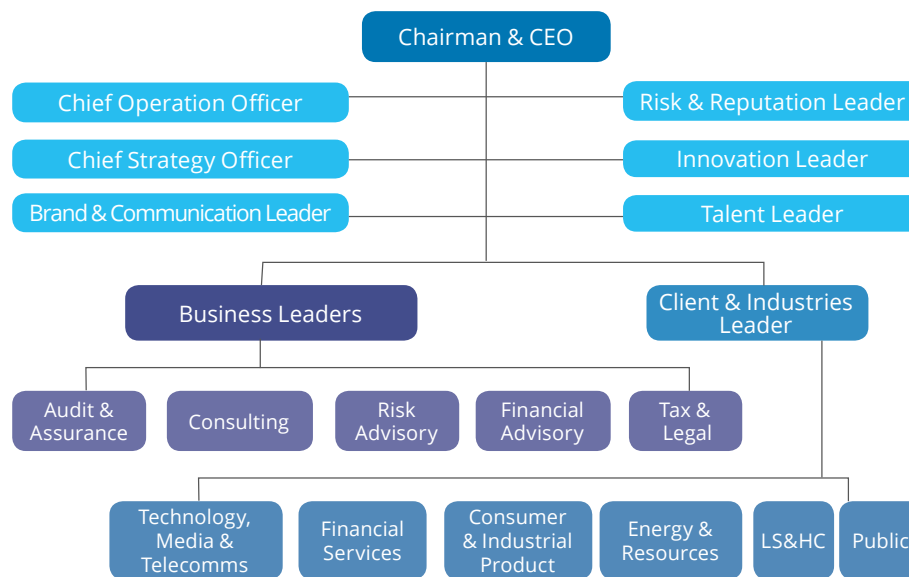 Chairman & CEO
Chief Operation Officer
Risk & Reputation Leader
Chief Strategy Officer
Innovation Leader
Brand & Communication Leader
Talent Leader
Business Leaders
Client & Industries
Leader
Audit &
Assurance
Consulting
Risk
Advisory
Financial
Advisory
Tax &
Legal
Technology,
Media &
Telecomms
Financial
Services
Consumer
& Industrial
Product
Energy &
Resources
LS&HC
Public